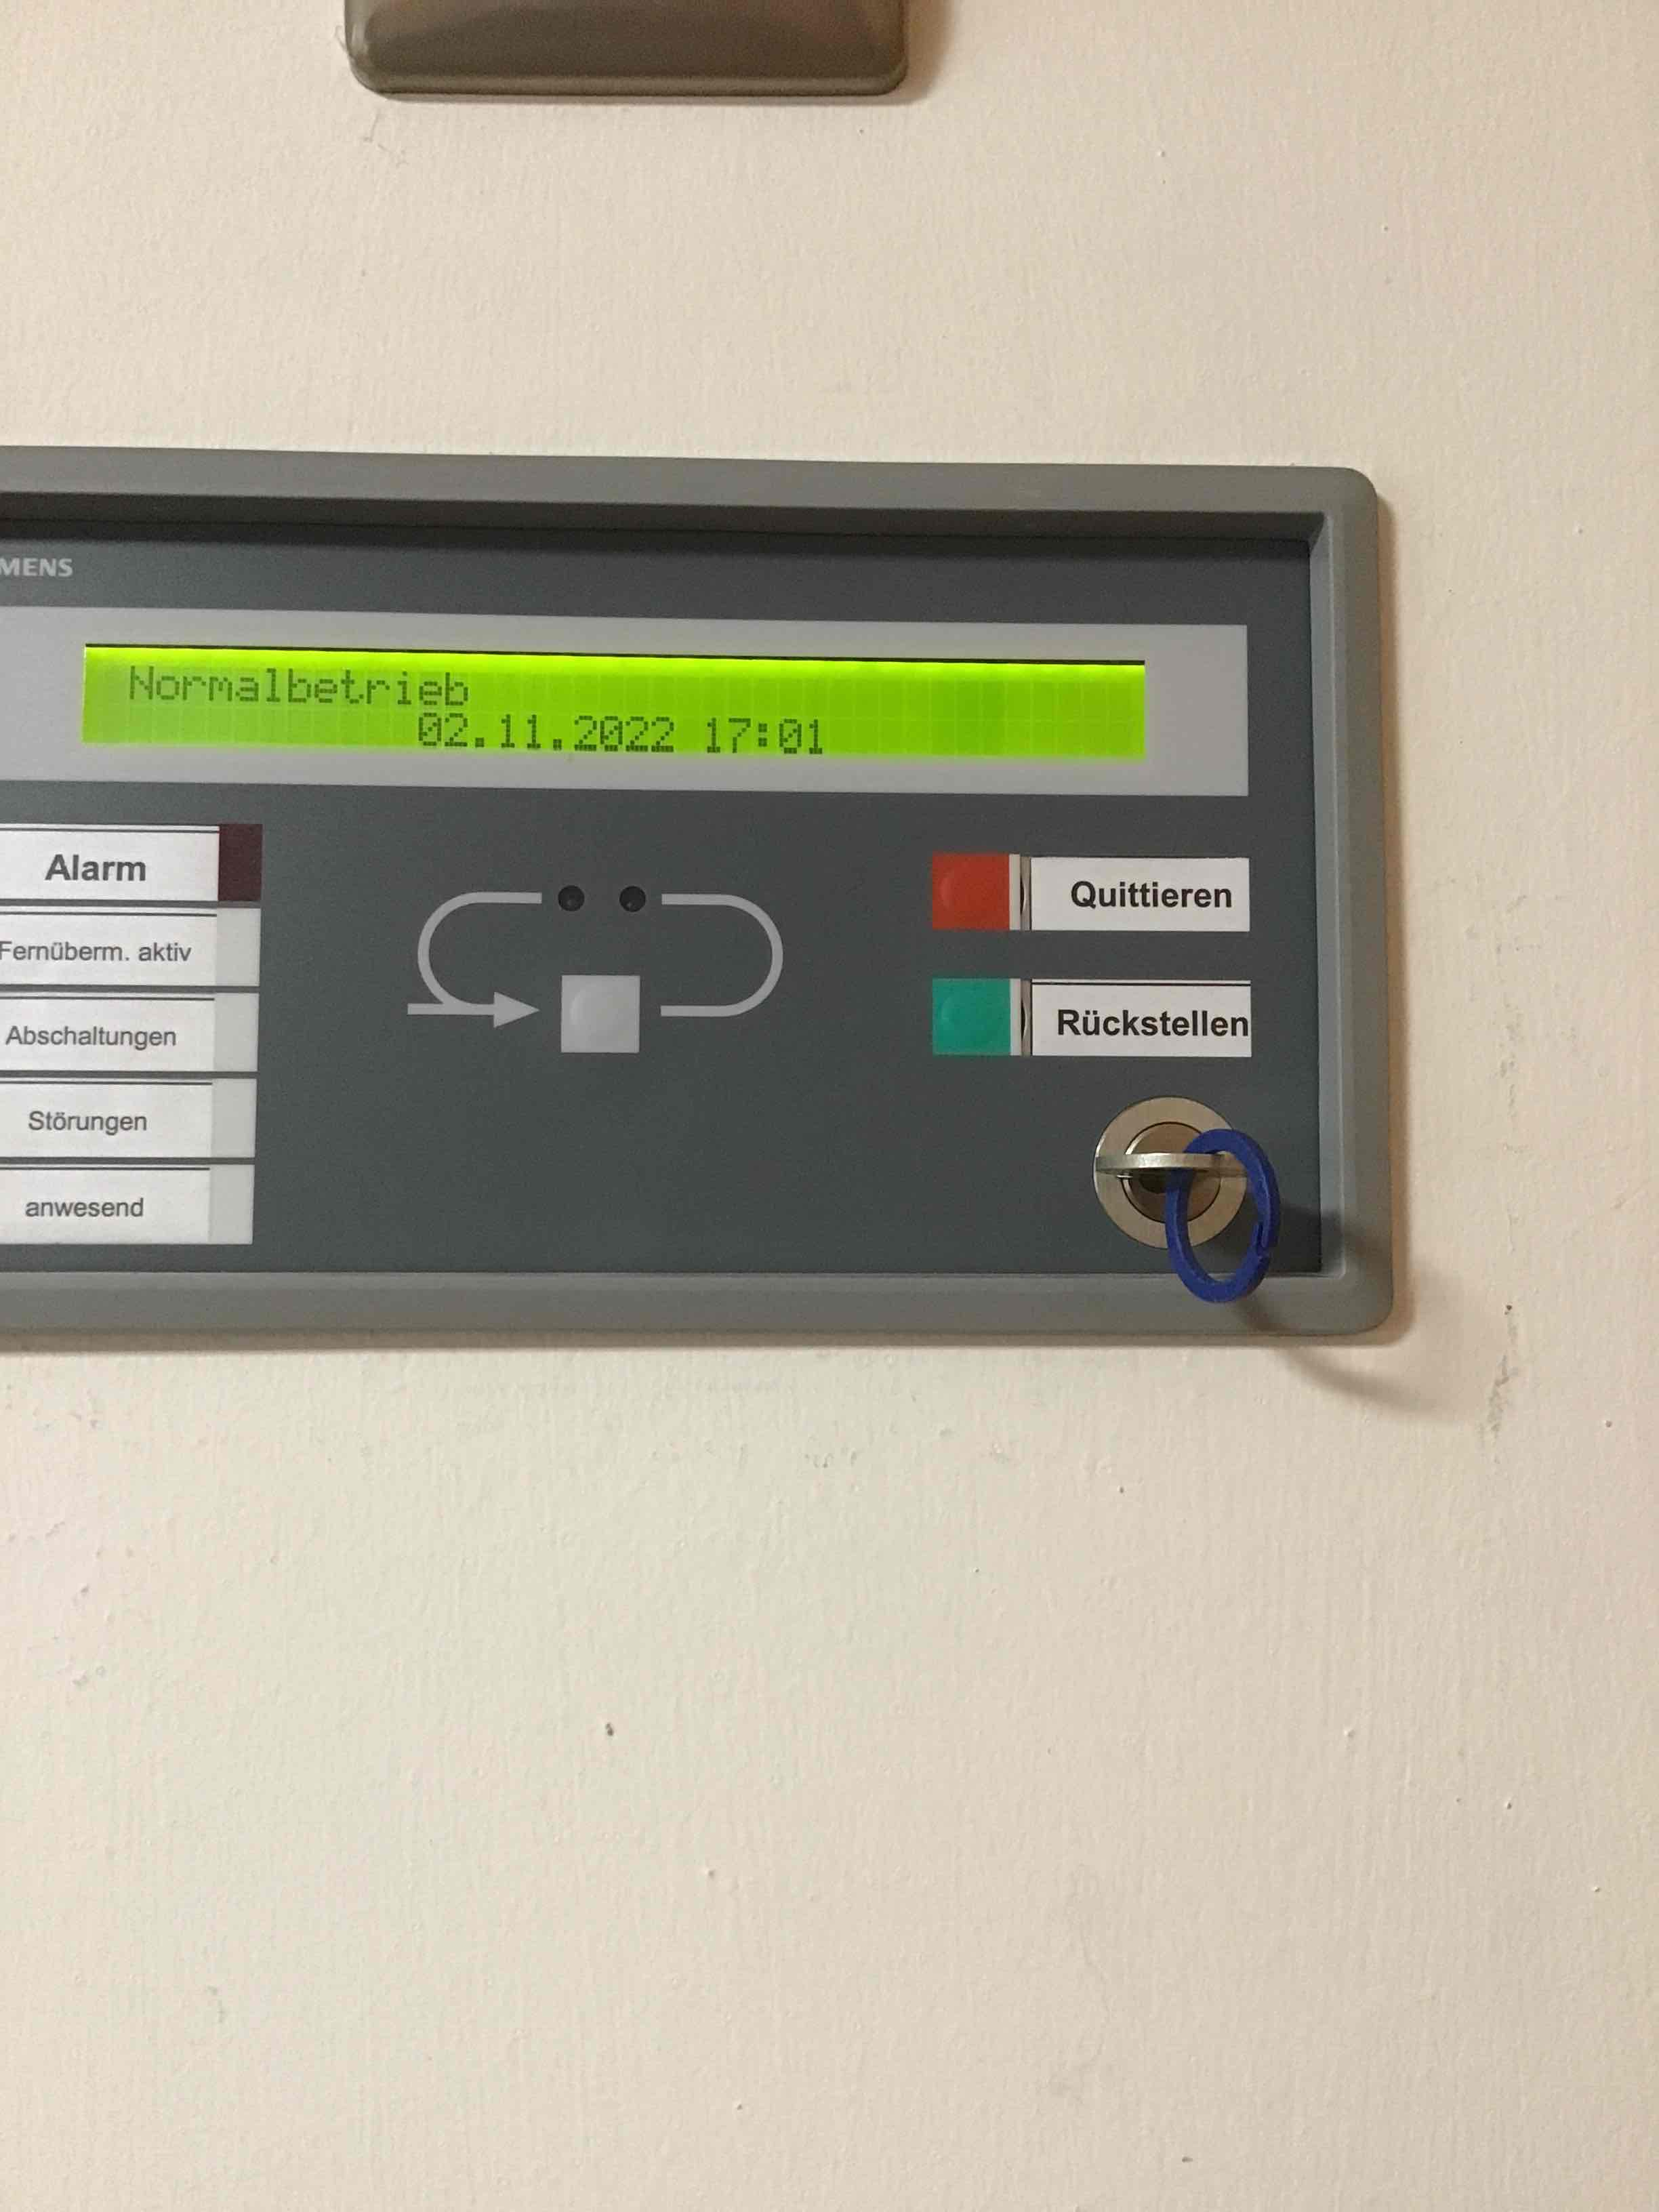 MENS
Normalbetrieb
02.11.2022 17:01
Alarm
Fernüberm. aktiv
Abschaltungen
Störungen
anwesend
Quittieren
Rückstellen